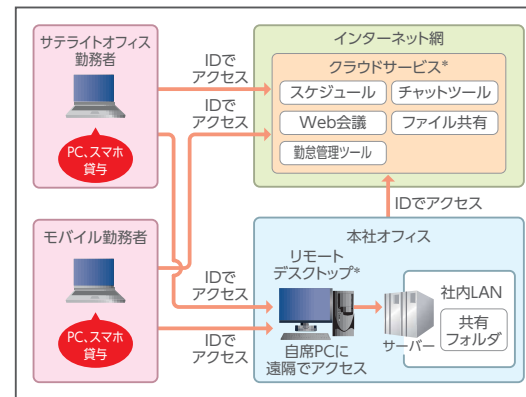 サテライトオフィス
勤務者
PC、スマホ
貸与
IDで
アクセス
IDで
アクセス
インターネット網
クラウドサービス*
スケジュール
チャットツール
Web会議
ファイル共有
勤怠管理ツール
IDでアクセス
モバイル勤務者
PC、スマホ
貸与
IDで
アクセス
IDで
アクセス
本社オフィス
リモート
デスクトップ*
自席PCに
遠隔でアクセス
サーバー
社内LAN
共有
フォルダ